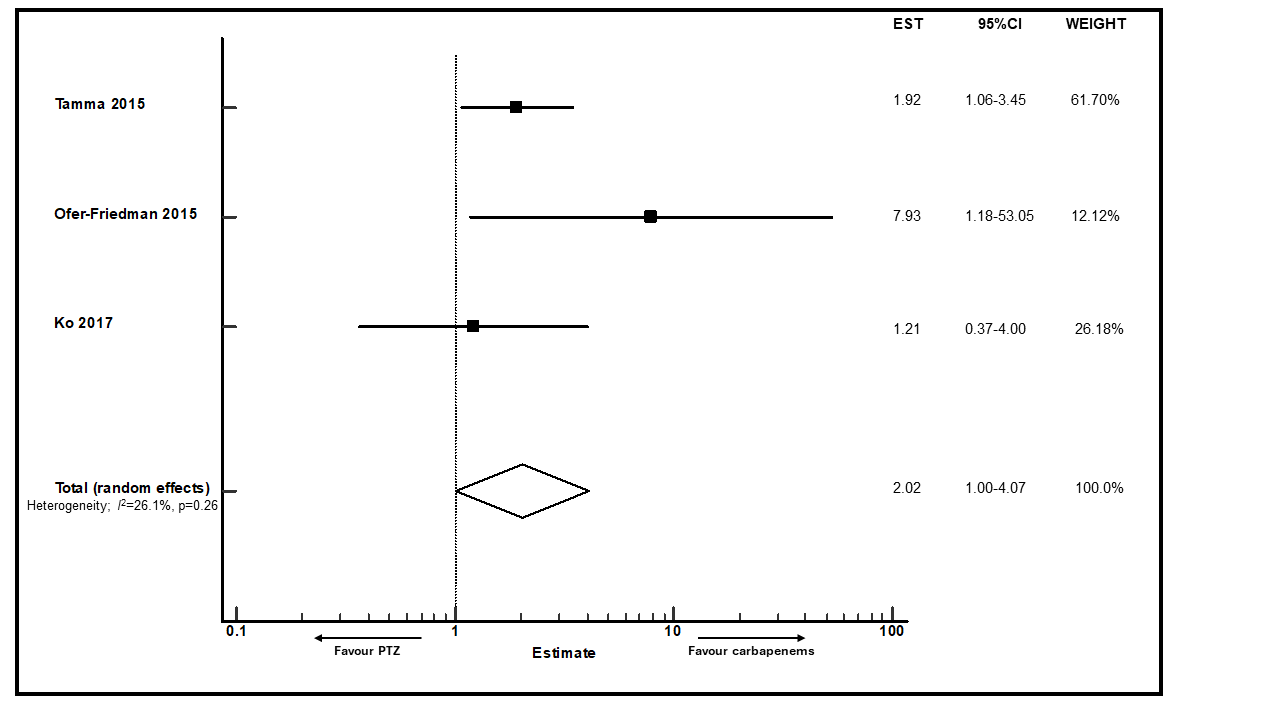 EST 95%CI WEIGHT
Tamma 2015 1.92 1.06-3.45 61.70%
Ofer-Friedman 2015 7.93 1.18-53.05 12.12%
Ko 2017 1.21 0.37-4.00 26.18%
Total (random effects) 2.02 1.00-4.07 100.0%
Heterogeneity; I²=26.1%, p=0.26
0.1 1 10 100
Favour PTZ Estimate Favour carbapenems